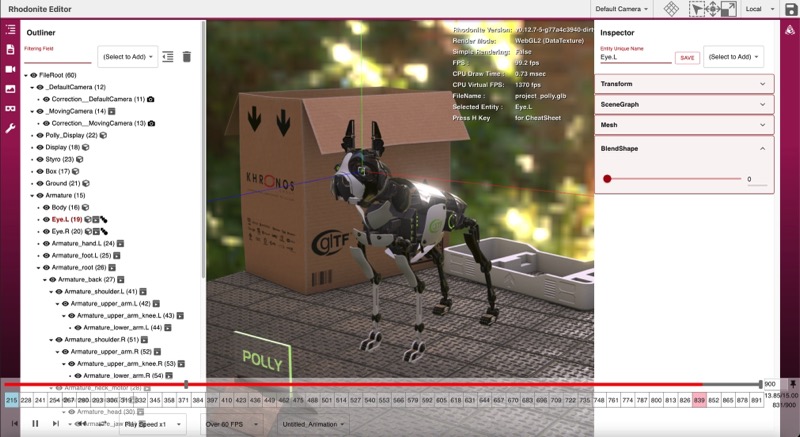 Rhodonite Editor
Default Camera
Local
Outliner
Filtering Field
(Select to Add)
FileRoot (60)
_DefaultCamera (12)
Correction__DefaultCamera (11)
_MovingCamera (14)
Correction__MovingCamera (13)
Polly_Display (22)
Display (18)
Styro (23)
Box (17)
Ground (21)
Armature (15)
Body (16)
Eye.L (19)
Eye.R (20)
Armature_hand.L (24)
Armature_foot.L (25)
Armature_root (26)
Armature_back (27)
Armature_shoulder.L (41)
Armature_upper_arm.L (42)
Armature_upper_arm_knee.L (43)
Armature_lower_arm.L (44)
Armature_shoulder.R (51)
Armature_upper_arm.R (52)
Armature_upper_arm_knee.R (53)
Armature_lower_arm.R (54)
Armature_neck_motor (28)
Armature_head (30)
Rhodonite Version
Render Mode: WebGL2 (DataTexture)
Simple Rendering: False
FPS : 99.2 fps
CPU Draw Time : 0.73 msec
CPU Virtual FPS: 1370 fps
FileName : project_polly.glb
Selected Entity : Eye.L
Press H Key for CheatSheet
KHRONOS
glTF
POLLY
Inspector
Entity Unique Name
Eye.L
SAVE
(Select to Add)
Transform
SceneGraph
Mesh
BlendShape
0
900
215 228 241 254 267 280 293 306 319 332 345 358 371 384 397 410 423 436 449 462 475 488 501 514 527 540 553 566 579 592 605 618 631 644 657 670 683 696 709 722 735 748 761 774 787 800 813 826 839 852 865 878 891
13.85/15.00
831/900
Play Speed x1
Over 60 FPS
Untitled_Animation